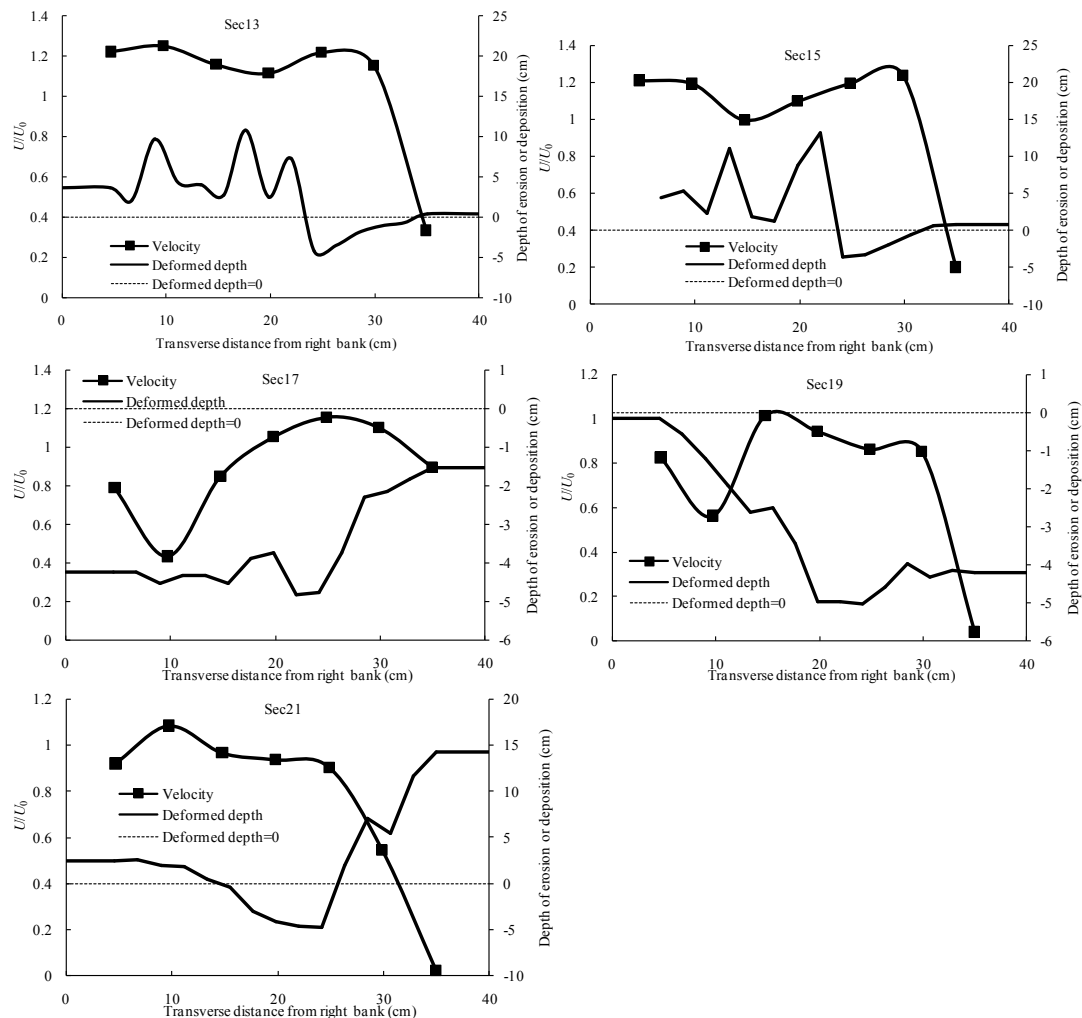 Sec13
1.4
1.2
1
0.8
0.6
0.4
0.2
0
U/U0
25
20
15
10
5
0
-5
-10
Depth of erosion or deposition (cm)
Velocity
Deformed depth
Deformed depth=0
0 10 20 30 40
Transverse distance from right bank (cm)
Sec15
1.4
1.2
1
0.8
0.6
0.4
0.2
0
U/U0
25
20
15
10
5
0
-5
-10
Depth of erosion or deposition (cm)
Velocity
Deformed depth
Deformed depth=0
0 10 20 30 40
Transverse distance from right bank (cm)
Sec17
1.4
1.2
1
0.8
0.6
0.4
0.2
0
U/U0
1
0
-1
-2
-3
-4
-5
-6
Depth of erosion or deposition (cm)
Velocity
Deformed depth
Deformed depth=0
0 10 20 30 40
Transverse distance from right bank (cm)
Sec19
1.2
1
0.8
0.6
0.4
0.2
0
U/U0
1
0
-1
-2
-3
-4
-5
-6
Depth of erosion or deposition (cm)
Velocity
Deformed depth
Deformed depth=0
0 10 20 30 40
Transverse distance from right bank (cm)
Sec21
1.2
1
0.8
0.6
0.4
0.2
0
U/U0
20
15
10
5
0
-5
-10
Depth of erosion or deposition (cm)
Velocity
Deformed depth
Deformed depth=0
0 10 20 30 40
Transverse distance from right bank (cm)